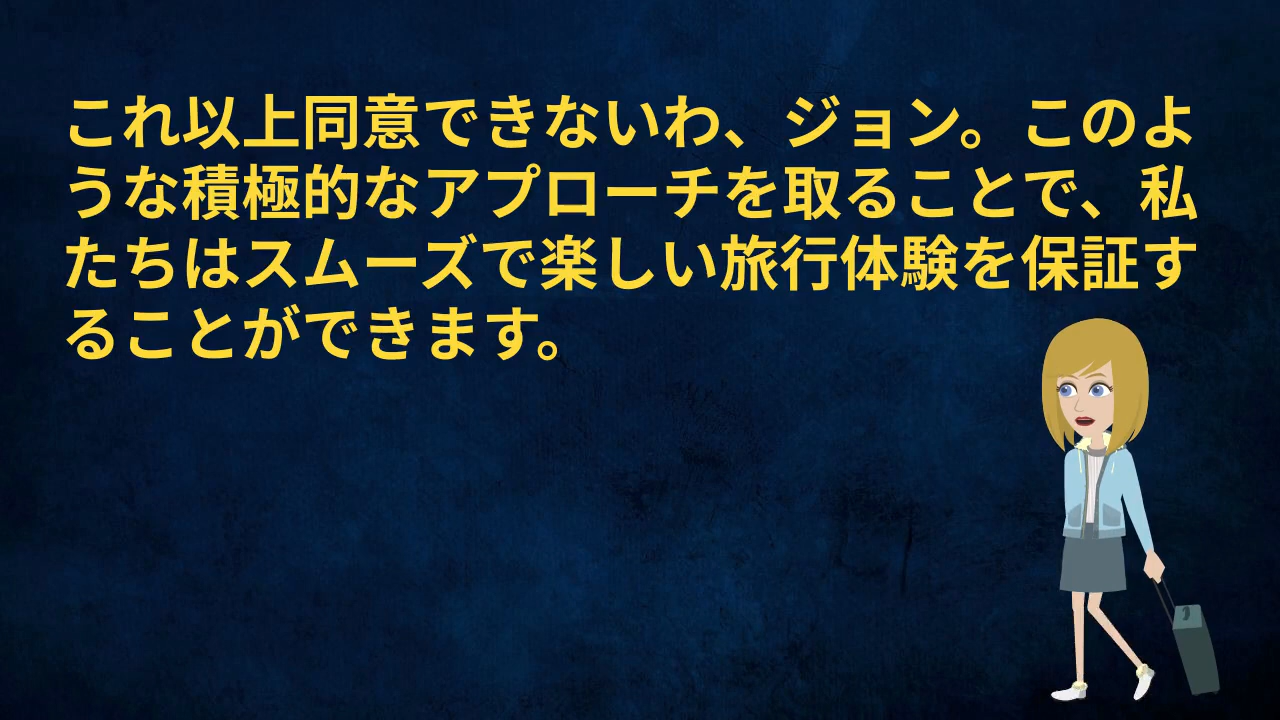 これ以上同意できないわ、ジョン。このよ
うな積極的なアプローチを取ることで、私
たちはスムーズで楽しい旅行体験を保証す
ることができます。